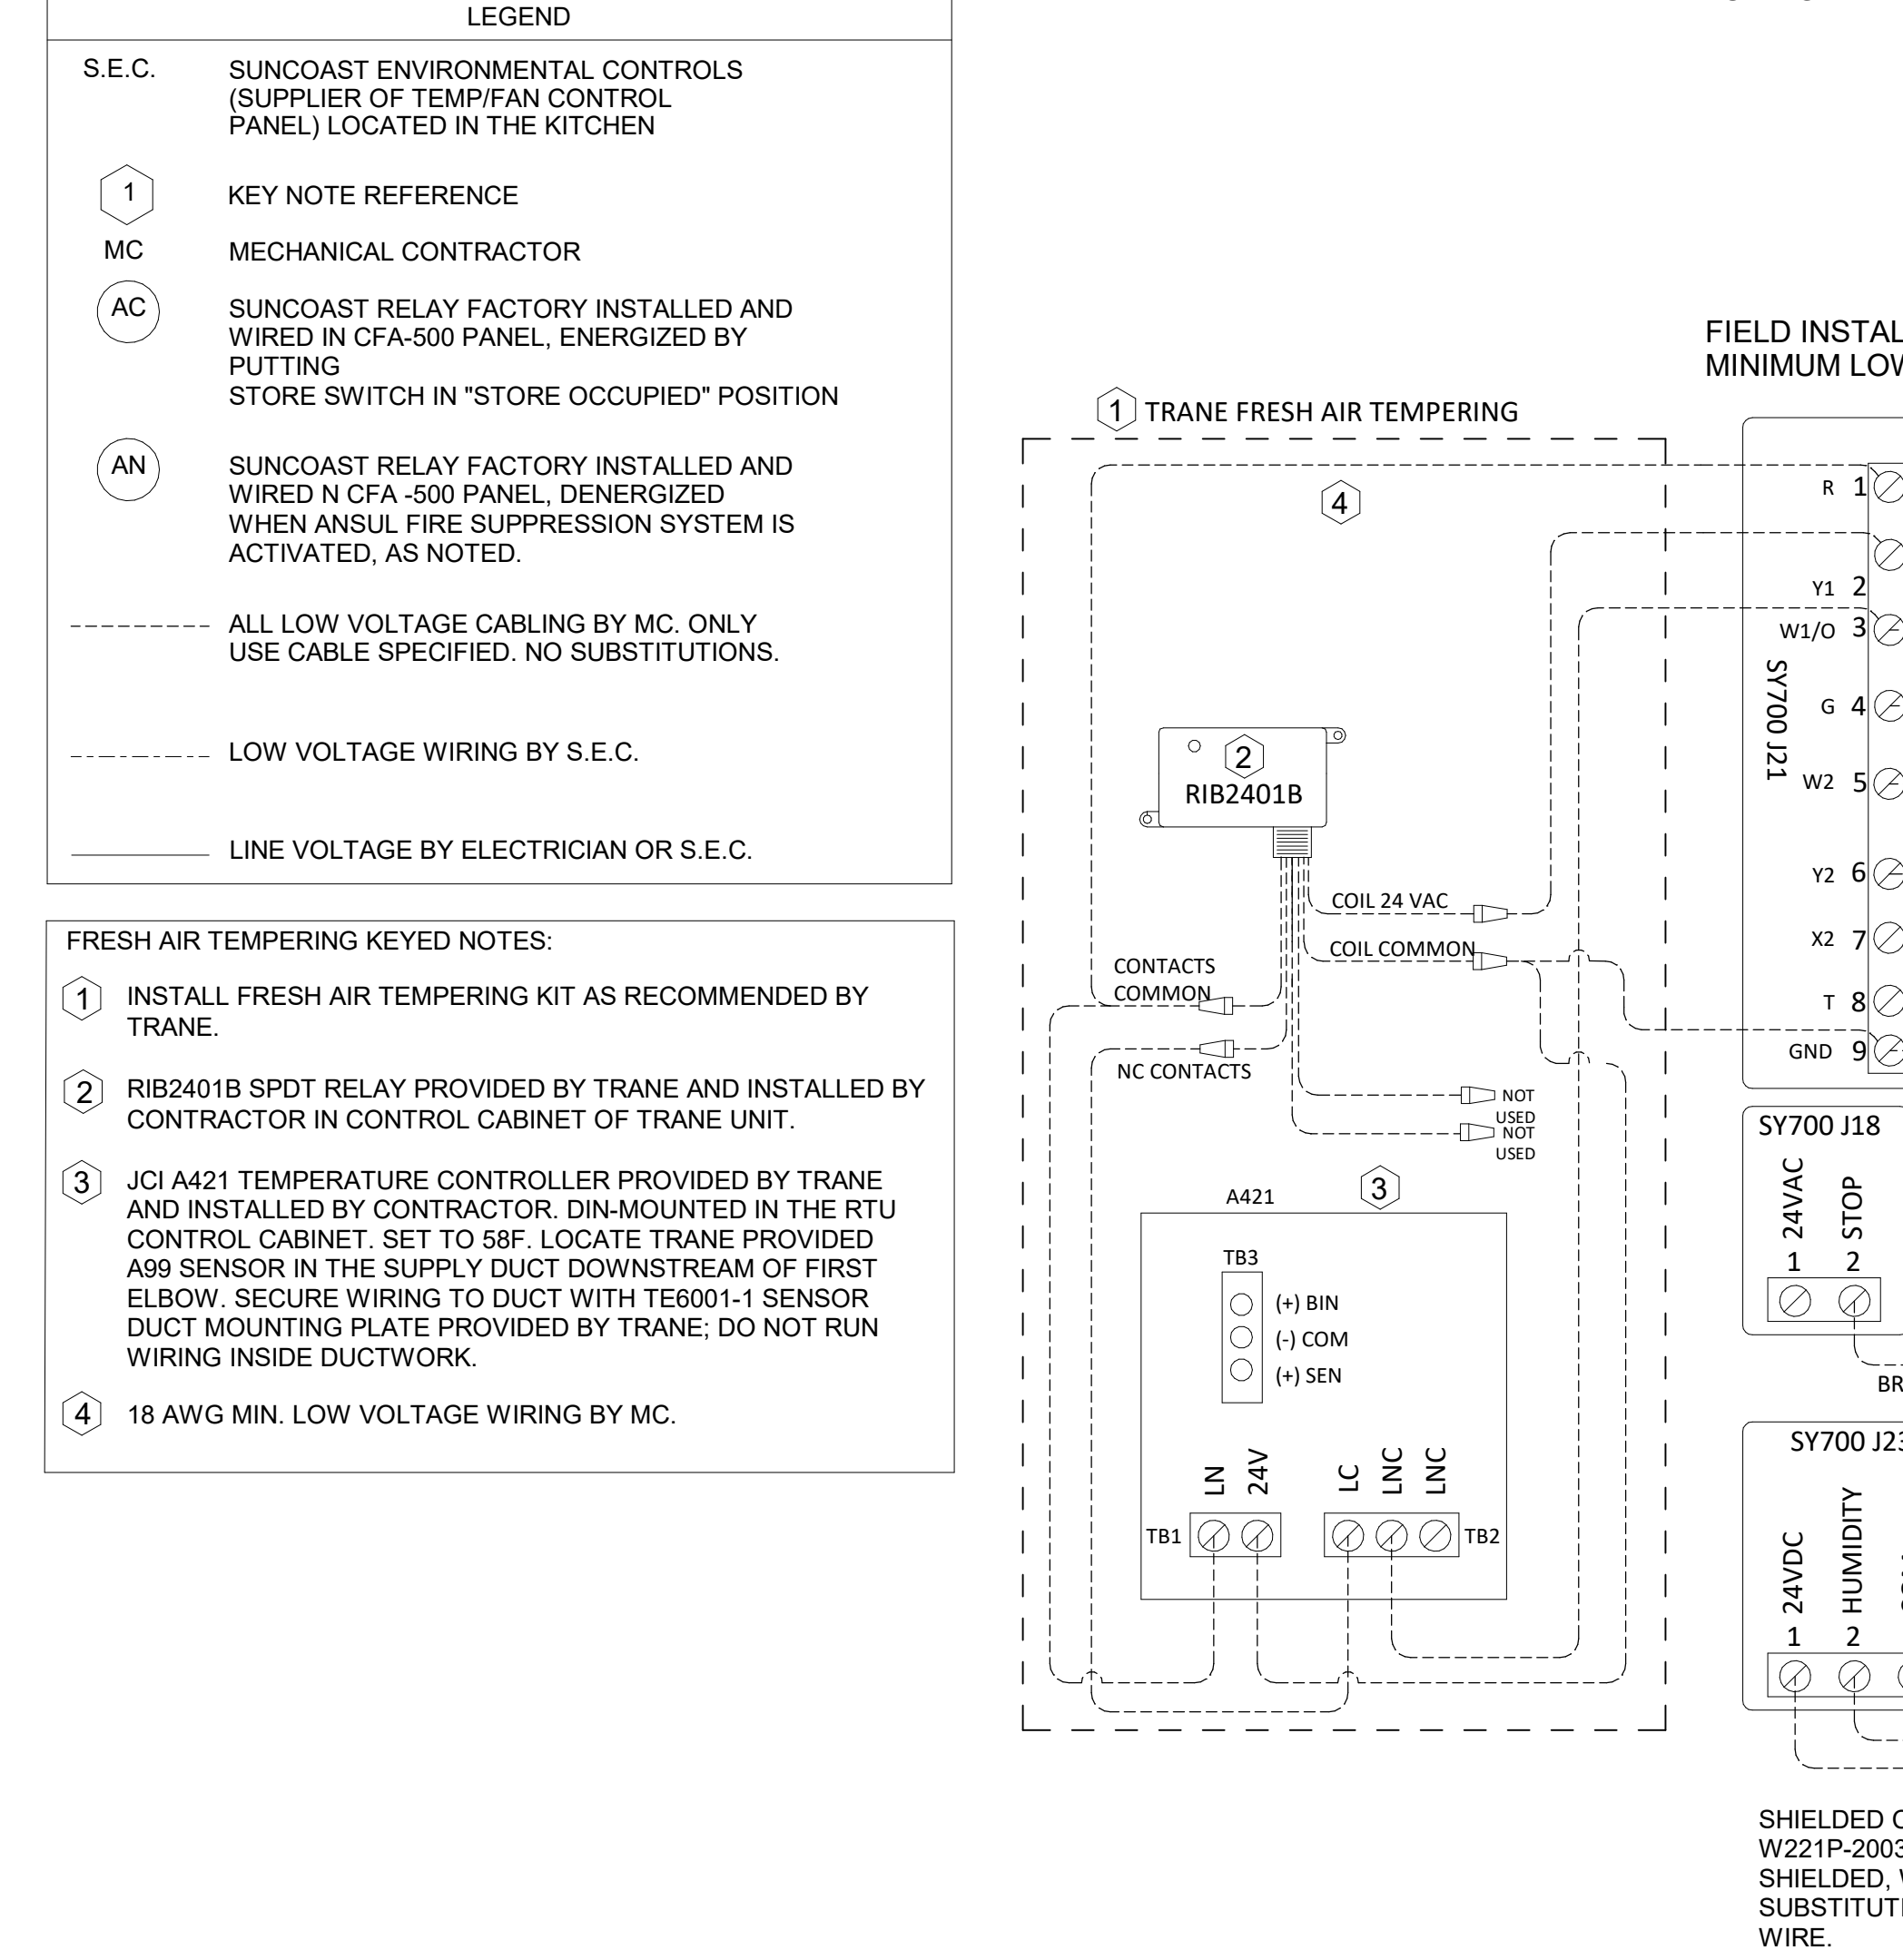 LEGEND
S.E.C.
SUNCOAST ENVIRONMENTAL CONTROLS
(SUPPLIER OF TEMP/FAN CONTROL
PANEL) LOCATED IN THE KITCHEN
1
KEY NOTE REFERENCE
MC
MECHANICAL CONTRACTOR
AC
SUNCOAST RELAY FACTORY INSTALLED AND
WIRED IN CFA-500 PANEL, ENERGIZED BY
PUTTING
STORE SWITCH IN "STORE OCCUPIED" POSITION
AN
SUNCOAST RELAY FACTORY INSTALLED AND
WIRED N CFA -500 PANEL, DENERGIZED
WHEN ANSUL FIRE SUPPRESSION SYSTEM IS
ACTIVATED, AS NOTED.
ALL LOW VOLTAGE CABLING BY MC. ONLY
USE CABLE SPECIFIED. NO SUBSTITUTIONS.
LOW VOLTAGE WIRING BY S.E.C.
LINE VOLTAGE BY ELECTRICIAN OR S.E.C.
FRESH AIR TEMPERING KEYED NOTES:
1
INSTALL FRESH AIR TEMPERING KIT AS RECOMMENDED BY
TRANE.
2
RIB2401B SPDT RELAY PROVIDED BY TRANE AND INSTALLED BY
CONTRACTOR IN CONTROL CABINET OF TRANE UNIT.
3
JCI A421 TEMPERATURE CONTROLLER PROVIDED BY TRANE
AND INSTALLED BY CONTRACTOR. DIN-MOUNTED IN THE RTU
CONTROL CABINET. SET TO 58F. LOCATE TRANE PROVIDED
A99 SENSOR IN THE SUPPLY DUCT DOWNSTREAM OF FIRST
ELBOW. SECURE WIRING TO DUCT WITH TE6001-1 SENSOR
DUCT MOUNTING PLATE PROVIDED BY TRANE; DO NOT RUN
WIRING INSIDE DUCTWORK.
4
18 AWG MIN. LOW VOLTAGE WIRING BY MC.
1 TRANE FRESH AIR TEMPERING
4
2
RIB2401B
COIL 24 VAC
COIL COMMON
CONTACTS
COMMON
NC CONTACTS
NOT
USED
NOT
USED
A421
3
TB3
(+) BIN
(-) COM
(+) SEN
LN
24V
LC
LNC
LNC
TB1
TB2
FIELD INSTAL
MINIMUM LOW
R 1
Y1 2
W1/O 3
G 4
W2 5
Y2 6
X2 7
T 8
GND 9
SY700 J21
SY700 J18
24VAC
STOP
1 2
BR
SY700 J23
24VDC
HUMIDITY
1 2
SHIELDED
W221P-2003
SHIELDED,
SUBSTITUTI
WIRE.